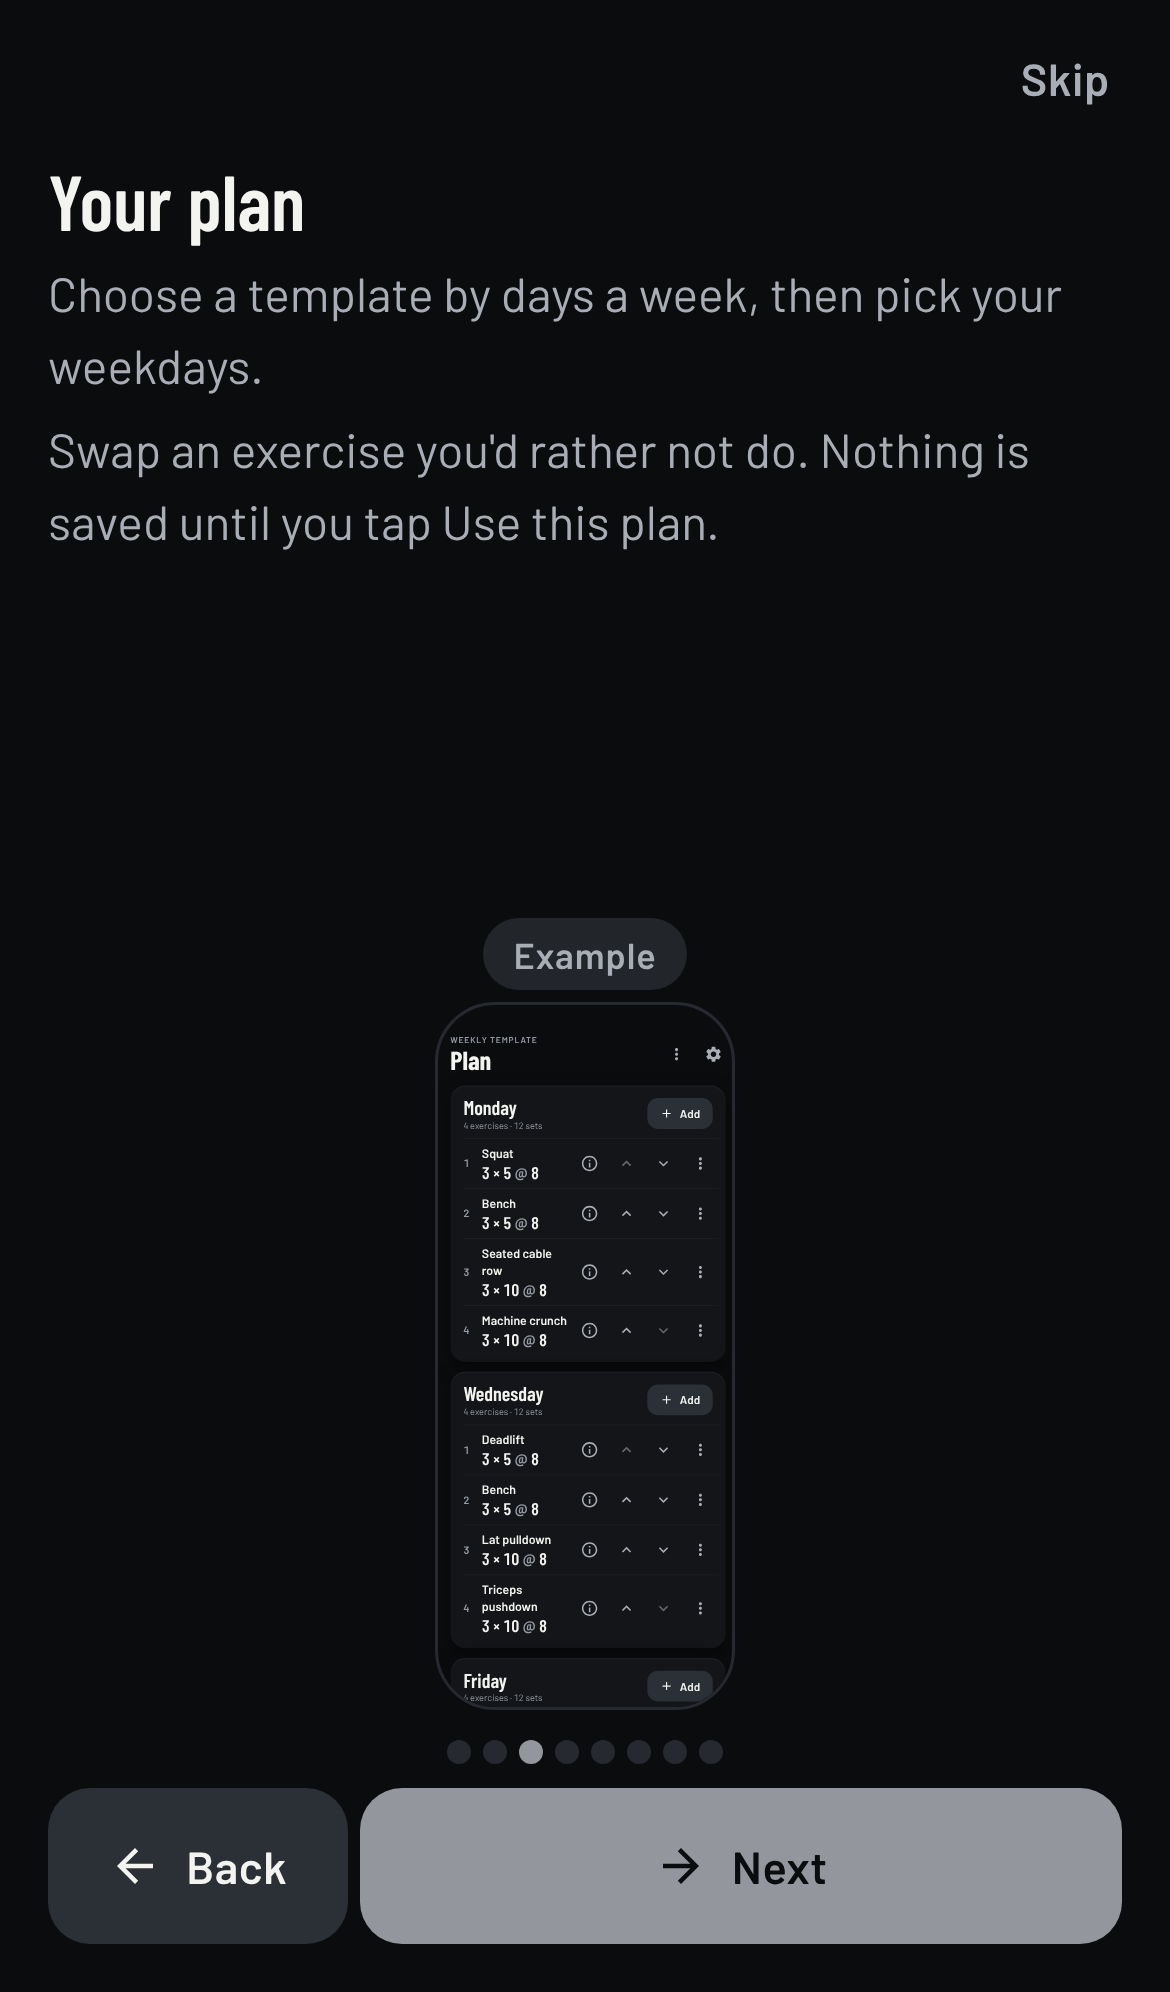 Skip
Your plan
Choose a template by days a week, then pick your
weekdays.
Swap an exercise you'd rather not do. Nothing is
saved until you tap Use this plan.
Example
WEEKLY TEMPLATE
Plan
Monday
4 exercises · 12 sets
+ Add
1
Squat
3 × 5 @ 8
2
Bench
3 × 5 @ 8
3
Seated cable
row
3 × 10 @ 8
4
Machine crunch
3 × 10 @ 8
Wednesday
4 exercises · 12 sets
+ Add
1
Deadlift
3 × 5 @ 8
2
Bench
3 × 5 @ 8
3
Lat pulldown
3 × 10 @ 8
4
Triceps
pushdown
3 × 10 @ 8
Friday
4 exercises · 12 sets
+ Add
Back
Next